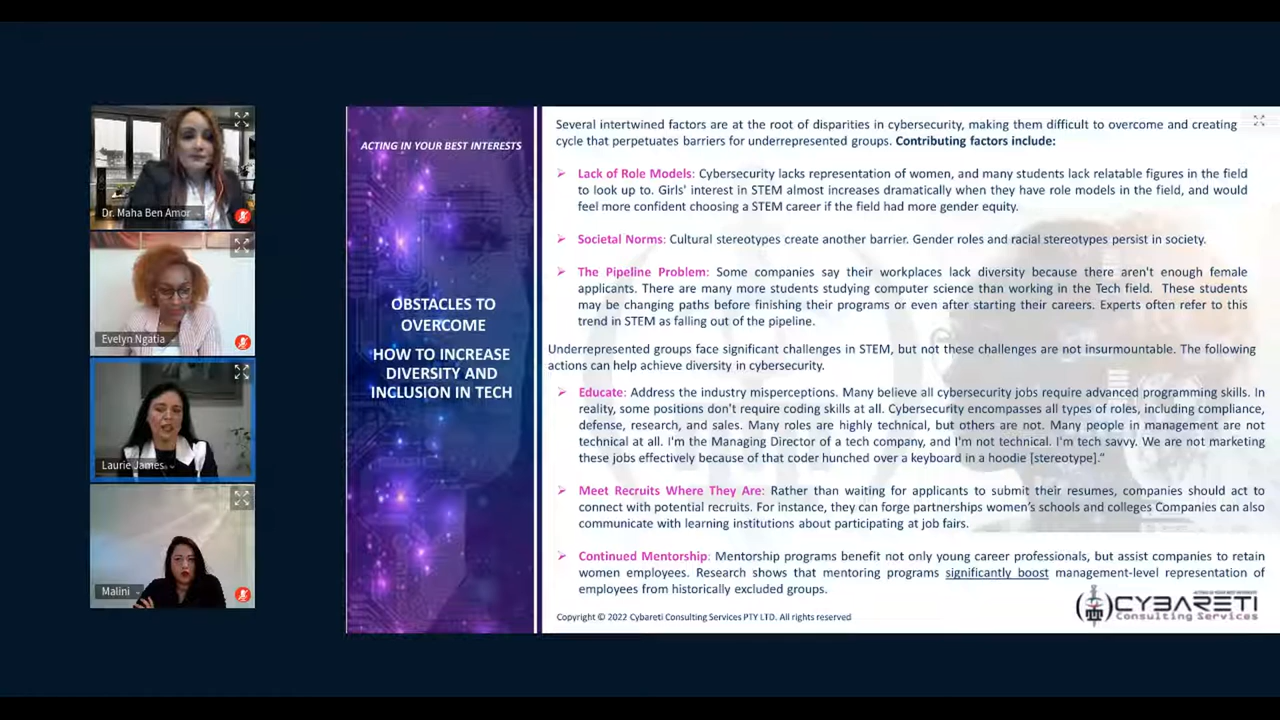 Dr. Maha Ben Amor
Evelyn Ngatia
Laurie James
Malini
ACTING IN YOUR BEST INTERESTS
OBSTACLES TO
OVERCOME
HOW TO INCREASE
DIVERSITY AND
INCLUSION IN TECH
Several intertwined factors are at the root of disparities in cybersecurity, making them difficult to overcome and creating
cycle that perpetuates barriers for underrepresented groups. Contributing factors include:
Lack of Role Models: Cybersecurity lacks representation of women, and many students lack relatable figures in the field
to look up to. Girls' interest in STEM almost increases dramatically when they have role models in the field, and would
feel more confident choosing a STEM career if the field had more gender equity.
Societal Norms: Cultural stereotypes create another barrier. Gender roles and racial stereotypes persist in society.
The Pipeline Problem: Some companies say their workplaces lack diversity because there aren't enough female
applicants. There are many more students studying computer science than working in the Tech field. These students
may be changing paths before finishing their programs or even after starting their careers. Experts often refer to this
trend in STEM as falling out of the pipeline.
Underrepresented groups face significant challenges in STEM, but not these challenges are not insurmountable. The following
actions can help achieve diversity in cybersecurity.
Educate: Address the industry misperceptions. Many believe all cybersecurity jobs require advanced programming skills. In
reality, some positions don't require coding skills at all. Cybersecurity encompasses all types of roles, including compliance,
defense, research, and sales. Many roles are highly technical, but others are not. Many people in management are not
technical at all. I'm the Managing Director of a tech company, and I'm not technical. I'm tech savvy. We are not marketing
these jobs effectively because of that coder hunched over a keyboard in a hoodie [stereotype]."
Meet Recruits Where They Are: Rather than waiting for applicants to submit their resumes, companies should act to
connect with potential recruits. For instance, they can forge partnerships women's schools and colleges Companies can also
communicate with learning institutions about participating at job fairs.
Continued Mentorship: Mentorship programs benefit not only young career professionals, but assist companies to retain
women employees. Research shows that mentoring programs significantly boost management-level representation of
employees from historically excluded groups.
Copyright © 2022 Cybareti Consulting Services PTY LTD. All rights reserved
CYBARETI
Consulting Services